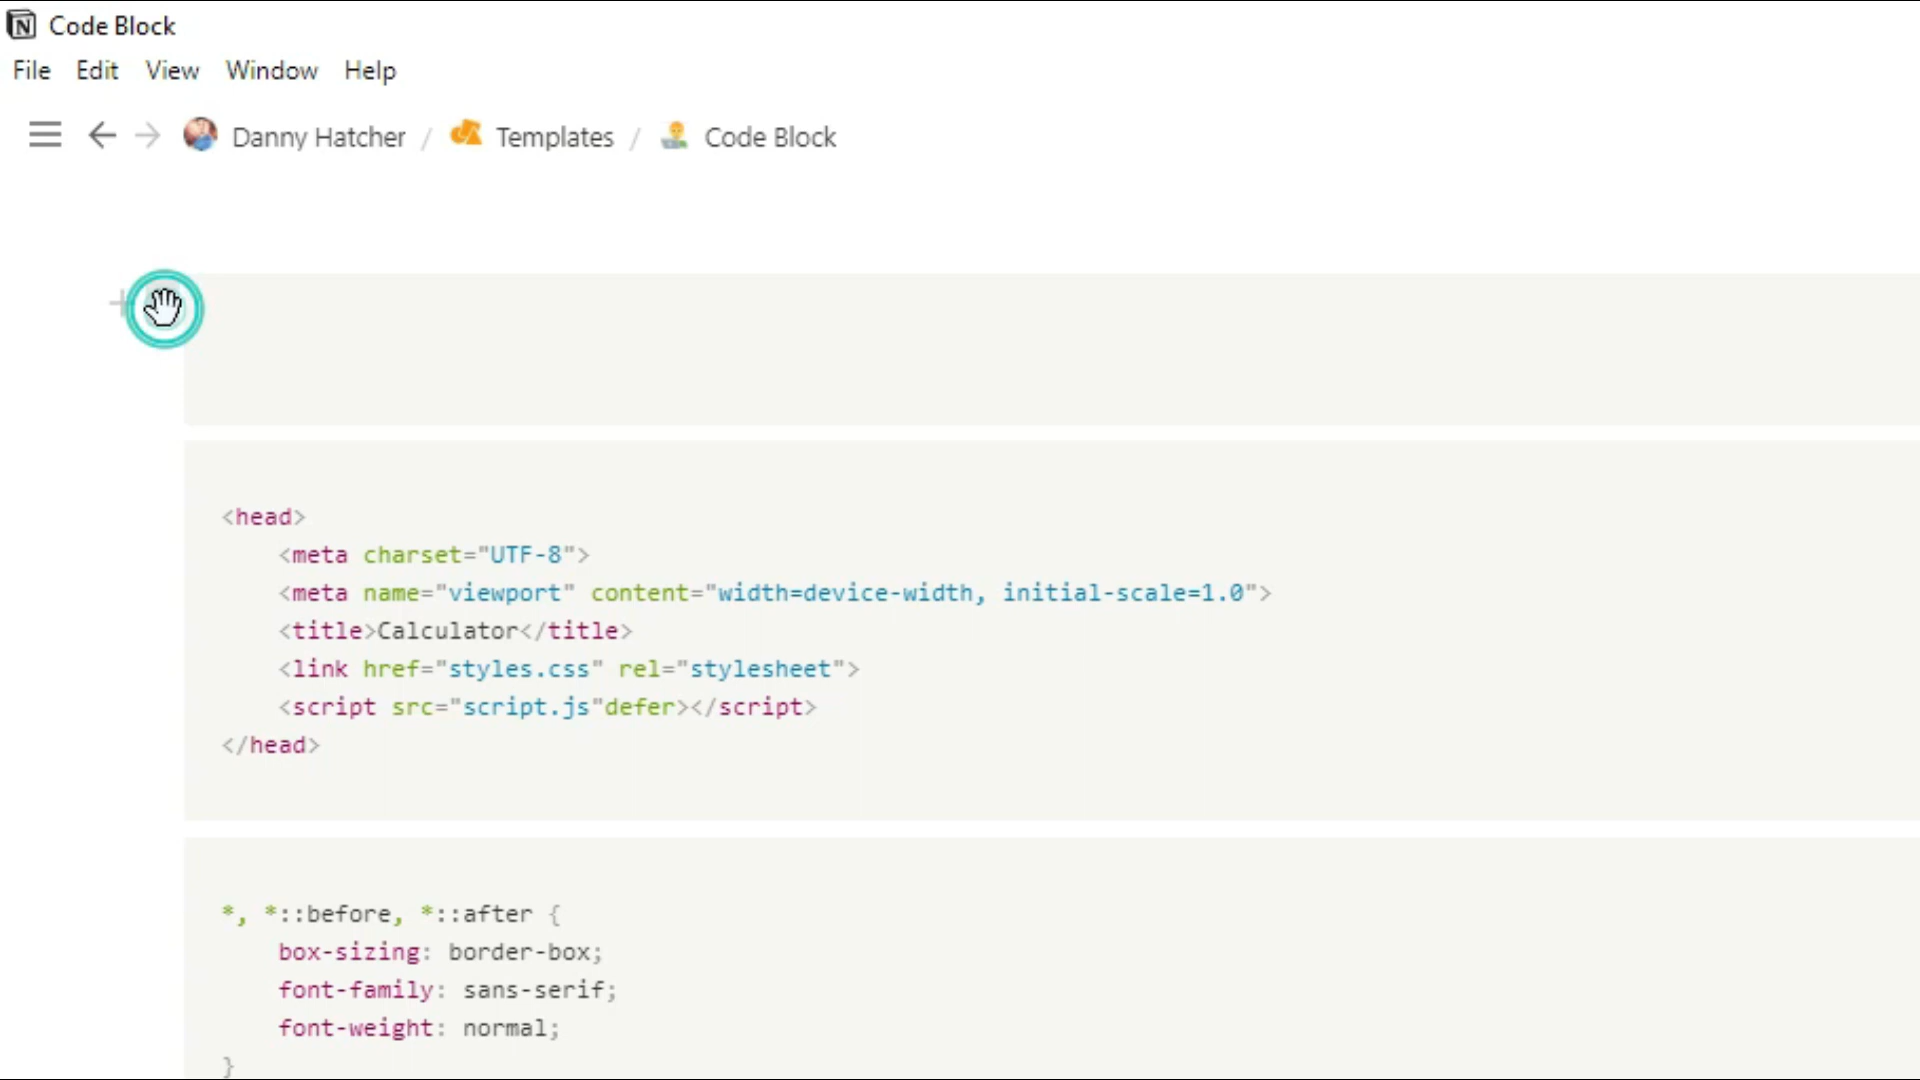 Code Block
File Edit View Window Help
Danny Hatcher / Templates / Code Block
<head>
    <meta charset="UTF-8">
    <meta name="viewport" content="width=device-width, initial-scale=1.0">
    <title>Calculator</title>
    <link href="styles.css" rel="stylesheet">
    <script src="script.js"defer></script>
</head>
*, *::before, *::after {
    box-sizing: border-box;
    font-family: sans-serif;
    font-weight: normal;
}